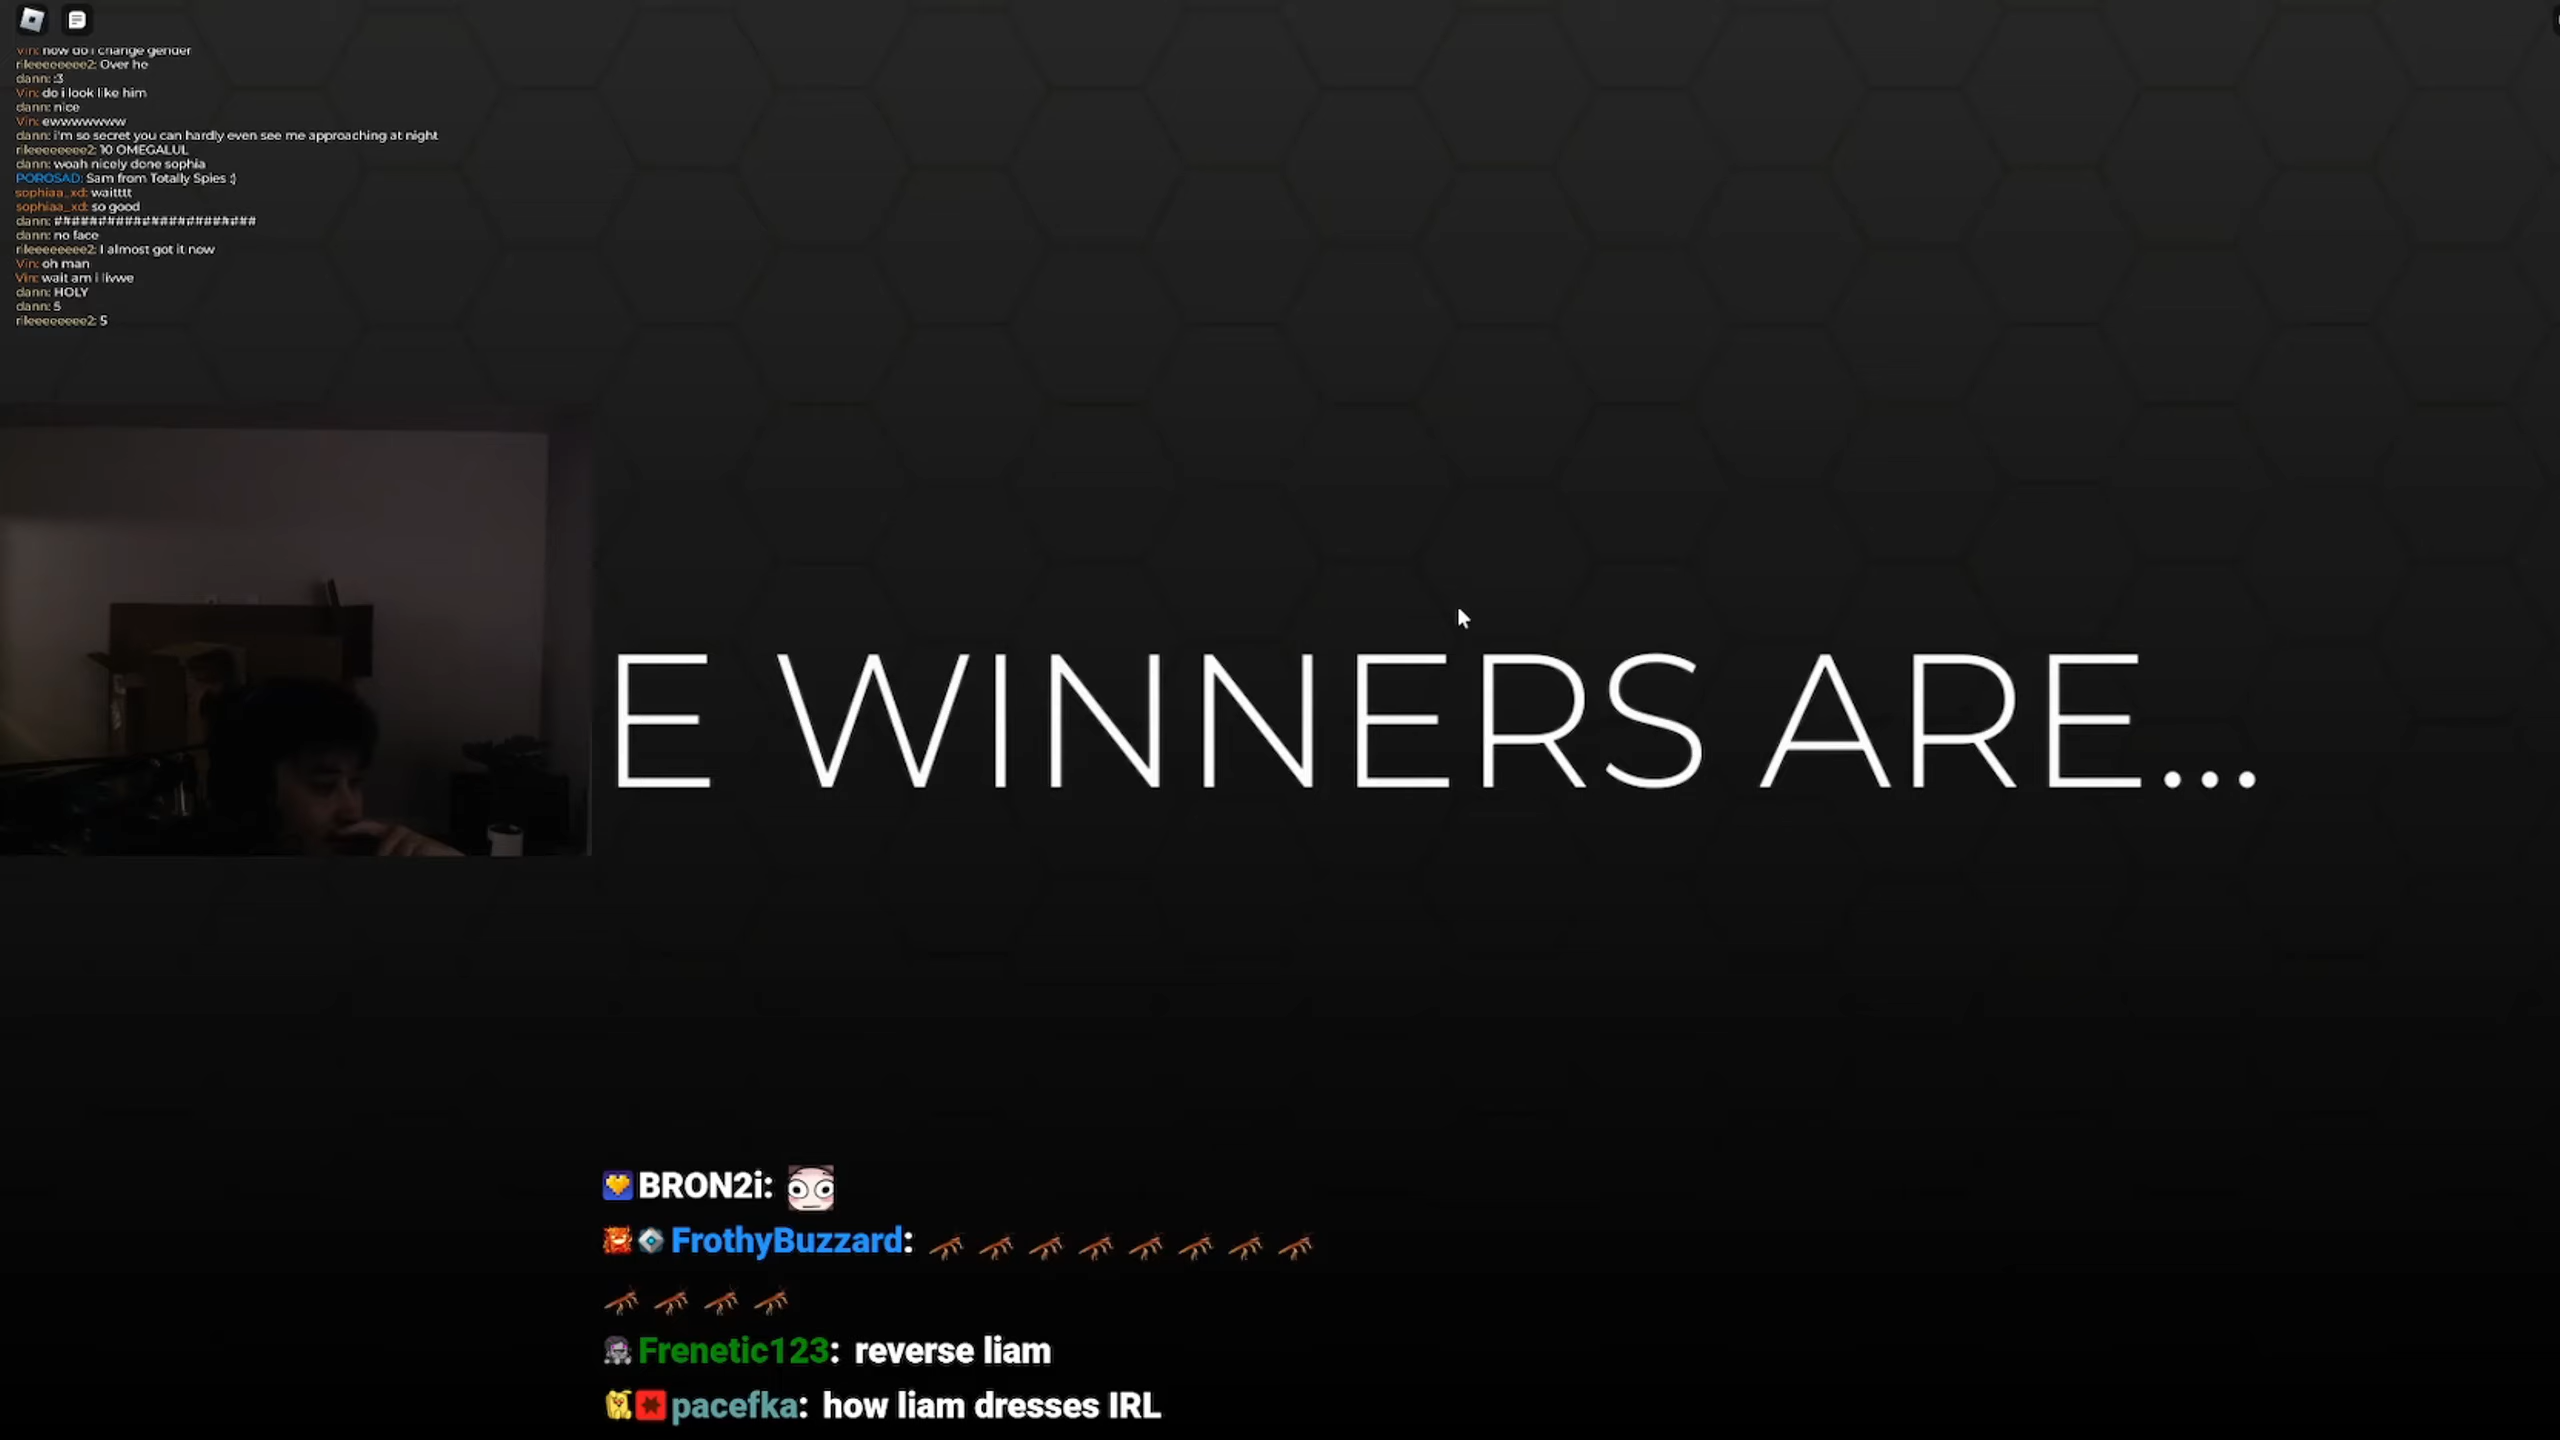 Vin: how do i change gender
rileeeeeeee2: Over he
dann: :3
Vin: do i look like him
dann: nice
Vin: ewwwwwww
dann: i'm so secret you can hardly even see me approaching at night
rileeeeeeee2: 10 OMEGALUL
dann: woah nicely done sophia
POROSAD: Sam from Totally Spies :)
sophiaa_xd: waitttt
sophiaa_xd: so good
dann: #######################
dann: no face
rileeeeeeee2: I almost got it now
Vin: oh man
Vin: wait am i livwe
dann: HOLY
dann: 5
rileeeeeeee2: 5
E WINNERS ARE...
BRON2i:
FrothyBuzzard:
Frenetic123: reverse liam
pacefka: how liam dresses IRL